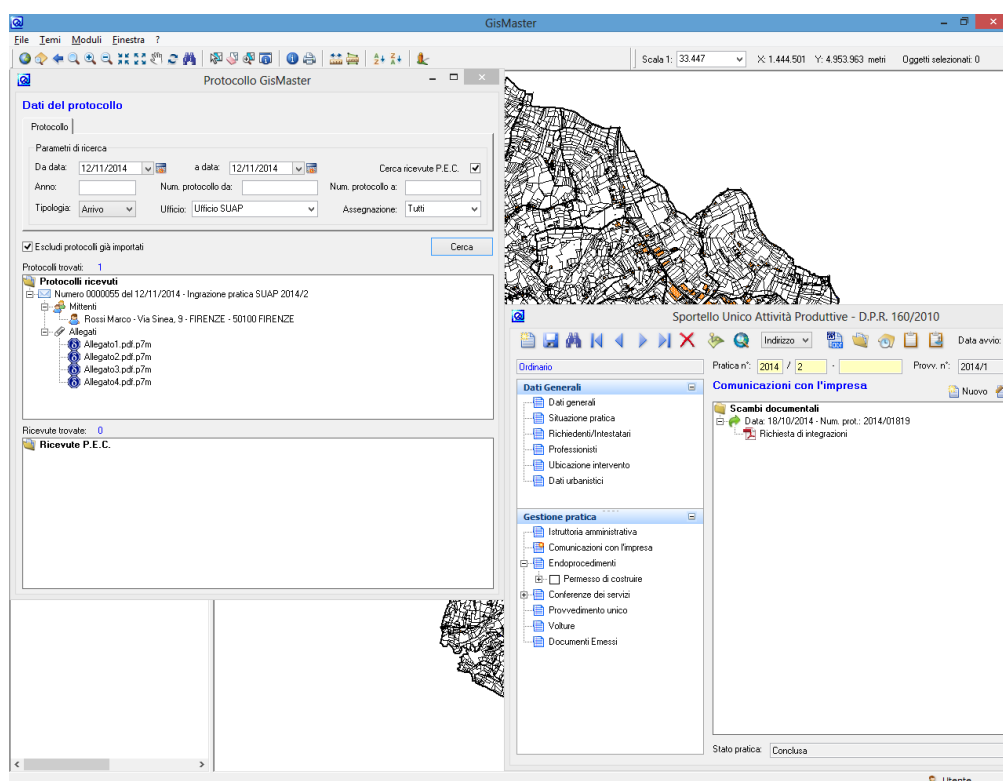 GisMaster
File Temi Moduli Finestra ?
Scala 1: 33.447 X: 1.444.501 Y: 4.953.963 metri Oggetti selezionati: 0
Protocollo GisMaster
Dati del protocollo
Protocollo
Parametri di ricerca
Da data: 12/11/2014 a data: 12/11/2014 Cerca ricevute P.E.C.
Anno: Num. protocollo da: Num. protocollo a:
Tipologia: Arrivo Ufficio: Ufficio SUAP Assegnazione: Tutti
Escludi protocolli già importati Cerca
Protocolli trovati: 1
Protocolli ricevuti
Numero 0000055 del 12/11/2014 - Ingrazione pratica SUAP 2014/2
Mittenti
Rossi Marco - Via Sinea, 9 - FIRENZE - 50100 FIRENZE
Allegati
Allegato1.pdf.p7m
Allegato2.pdf.p7m
Allegato3.pdf.p7m
Allegato4.pdf.p7m
Ricevute trovate: 0
Ricevute P.E.C.
Sportello Unico Attività Produttive - D.P.R. 160/2010
Indirizzo Data avvio:
Ordinario Pratica n°: 2014 / 2 - Provv. n°: 2014/1
Dati Generali
Dati generali
Situazione pratica
Richiedenti/Intestatari
Professionisti
Ubicazione intervento
Dati urbanistici
Gestione pratica
Istruttoria amministrativa
Comunicazioni con l'impresa
Endoprocedimenti
Permesso di costruire
Conferenze dei servizi
Provvedimento unico
Volture
Documenti Emessi
Comunicazioni con l'impresa
Nuovo
Scambi documentali
Data: 18/10/2014 - Num. prot.: 2014/01819
Richiesta di integrazioni
Stato pratica: Conclusa
Utente